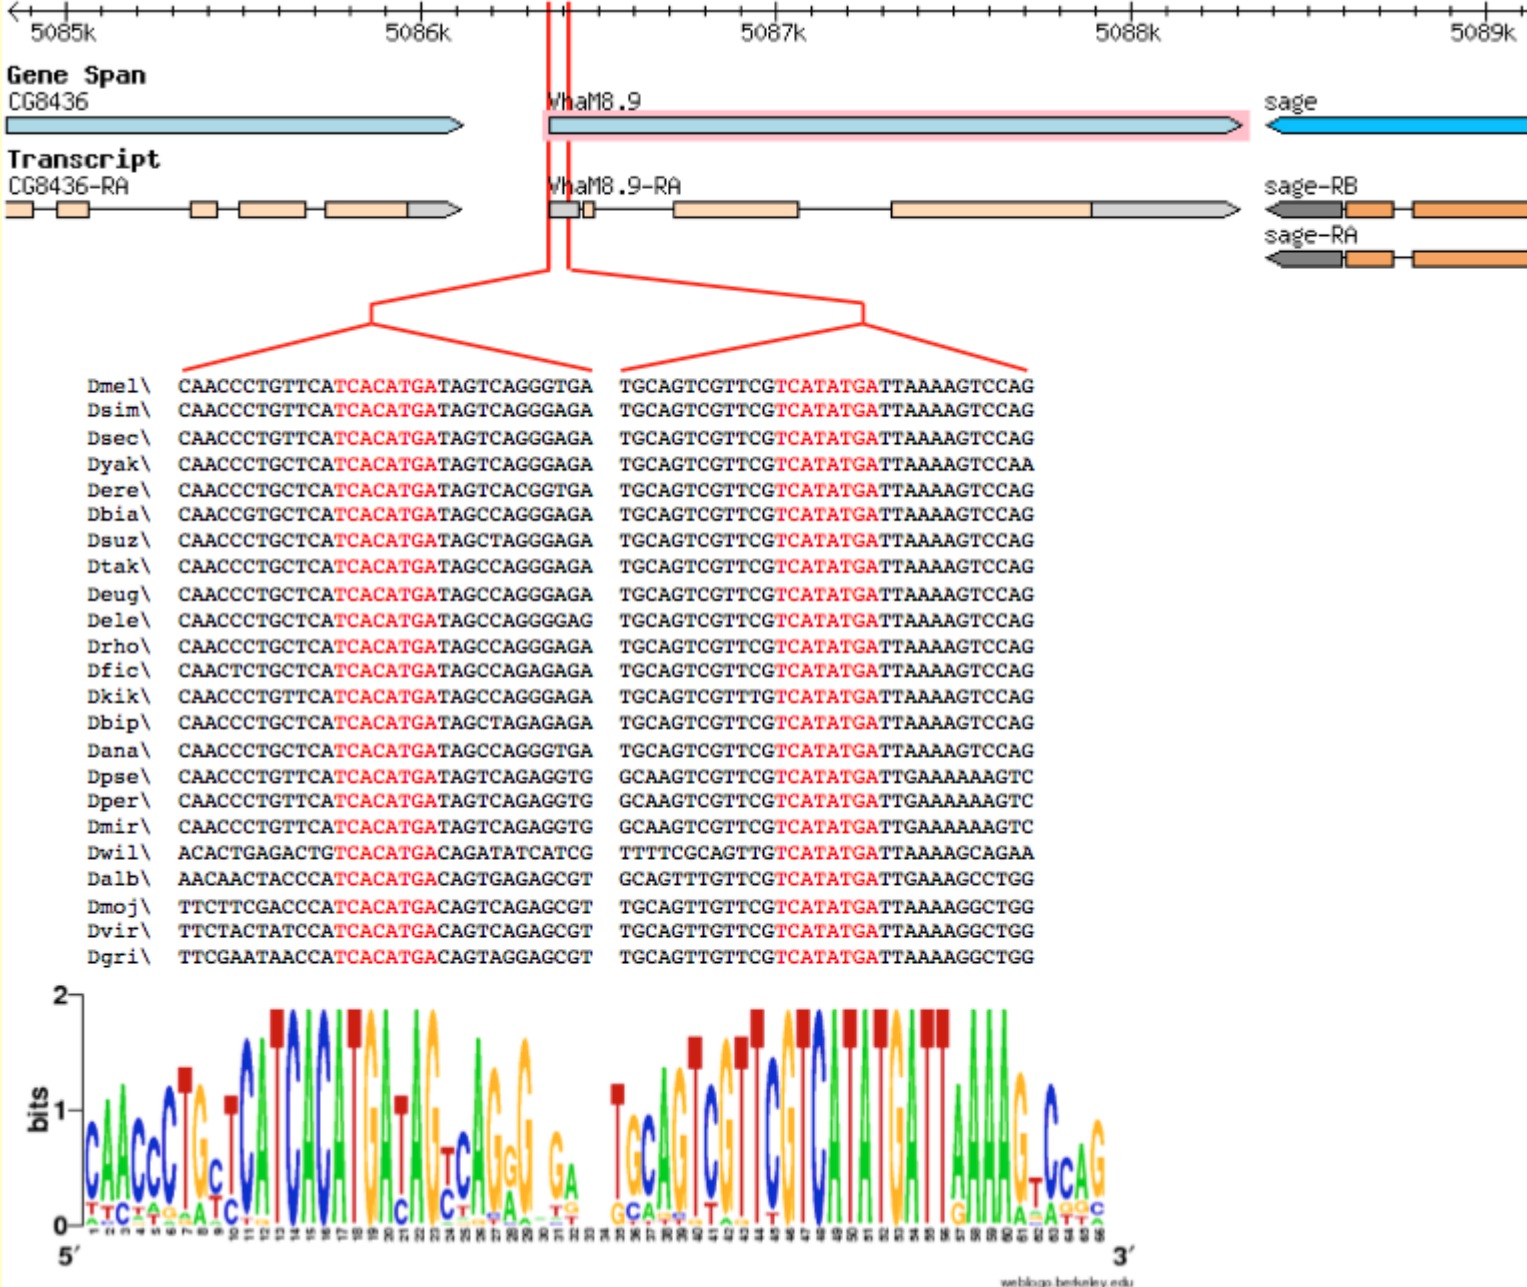 5085k 5086k 5087k 5088k 5089k
Gene Span
CG8436 VhaM8.9 sage
Transcript
CG8436-RA VhaM8.9-RA sage-RB
sage-RA
Dmel\ CAACCCTGTTCATCACATGATAGTCAGGGTGA TGCAGTCGTTCGTCATATGATTAAAAGTCCAG
Dsim\ CAACCCTGTTCATCACATGATAGTCAGGGAGA TGCAGTCGTTCGTCATATGATTAAAAGTCCAG
Dsec\ CAACCCTGTTCATCACATGATAGTCAGGGAGA TGCAGTCGTTCGTCATATGATTAAAAGTCCAG
Dyak\ CAACCCTGCTCATCACATGATAGTCAGGGAGA TGCAGTCGTTCGTCATATGATTAAAAGTCCAA
Dere\ CAACCCTGCTCATCACATGATAGTCACGGTGA TGCAGTCGTTCGTCATATGATTAAAAGTCCAG
Dbia\ CAACCGTGCTCATCACATGATAGCCAGGGAGA TGCAGTCGTTCGTCATATGATTAAAAGTCCAG
Dsuz\ CAACCCTGCTCATCACATGATAGCTAGGGAGA TGCAGTCGTTCGTCATATGATTAAAAGTCCAG
Dtak\ CAACCCTGCTCATCACATGATAGCCAGGGAGA TGCAGTCGTTCGTCATATGATTAAAAGTCCAG
Deug\ CAACCCTGCTCATCACATGATAGCCAGGGAGA TGCAGTCGTTCGTCATATGATTAAAAGTCCAG
Dele\ CAACCCTGCTCATCACATGATAGCCAGGGGAG TGCAGTCGTTCGTCATATGATTAAAAGTCCAG
Drho\ CAACCCTGCTCATCACATGATAGCCAGGGAGA TGCAGTCGTTCGTCATATGATTAAAAGTCCAG
Dfic\ CAACTCTGCTCATCACATGATAGCCAGAGAGA TGCAGTCGTTCGTCATATGATTAAAAGTCCAG
Dkik\ CAACCCTGTTCATCACATGATAGCCAGGGAGA TGCAGTCGTTTGTCATATGATTAAAAGTCCAG
Dbip\ CAACCCTGCTCATCACATGATAGCTAGAGAGA TGCAGTCGTTCGTCATATGATTAAAAGTCCAG
Dana\ CAACCCTGCTCATCACATGATAGCCAGGGTGA TGCAGTCGTTCGTCATATGATTAAAAGTCCAG
Dpse\ CAACCCTGTTCATCACATGATAGTCAGAGGTG GCAAGTCGTTCGTCATATGATTGAAAAAAGTC
Dper\ CAACCCTGTTCATCACATGATAGTCAGAGGTG GCAAGTCGTTCGTCATATGATTGAAAAAAGTC
Dmir\ CAACCCTGTTCATCACATGATAGTCAGAGGTG GCAAGTCGTTCGTCATATGATTGAAAAAAGTC
Dwil\ ACACTGAGACTGTCACATGACAGATATCATCG TTTTCGCAGTTGTCATATGATTAAAAGCAGAA
Dalb\ AACAACTACCCATCACATGACAGTGAGAGCGT GCAGTTTGTTCGTCATATGATTGAAAGCCTGG
Dmoj\ TTCTTCGACCCATCACATGACAGTCAGAGCGT TGCAGTTGTTCGTCATATGATTAAAAGGCTGG
Dvir\ TTCTACTATCCATCACATGACAGTCAGAGCGT TGCAGTTGTTCGTCATATGATTAAAAGGCTGG
Dgri\ TTCGAATAACCATCACATGACAGTAGGAGCGT TGCAGTTGTTCGTCATATGATTAAAAGGCTGG
2
bits
1
0
5′ 3′
weblogo.berkeley.edu